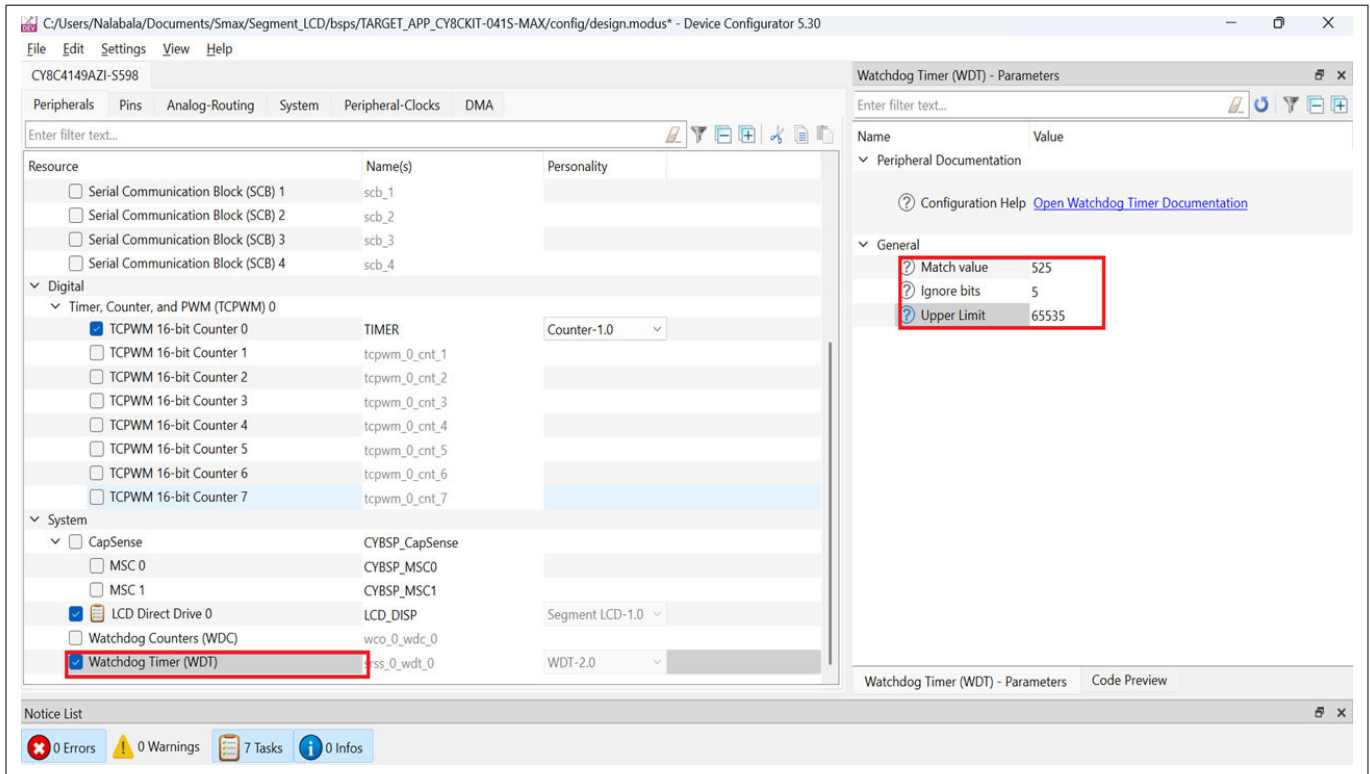 C:/Users/Nalabala/Documents/Smax/Segment_LCD/bsps/TARGET_APP_CY8CKIT-041S-MAX/config/design.modus* - Device Configurator 5.30
File Edit Settings View Help
CY8C4149AZI-S598
Peripherals Pins Analog-Routing System Peripheral-Clocks DMA
Enter filter text...
Resource Name(s) Personality
Serial Communication Block (SCB) 1 scb_1
Serial Communication Block (SCB) 2 scb_2
Serial Communication Block (SCB) 3 scb_3
Serial Communication Block (SCB) 4 scb_4
Digital
Timer, Counter, and PWM (TCPWM) 0
TCPWM 16-bit Counter 0 TIMER Counter-1.0
TCPWM 16-bit Counter 1 tcpwm_0_cnt_1
TCPWM 16-bit Counter 2 tcpwm_0_cnt_2
TCPWM 16-bit Counter 3 tcpwm_0_cnt_3
TCPWM 16-bit Counter 4 tcpwm_0_cnt_4
TCPWM 16-bit Counter 5 tcpwm_0_cnt_5
TCPWM 16-bit Counter 6 tcpwm_0_cnt_6
TCPWM 16-bit Counter 7 tcpwm_0_cnt_7
System
CapSense CYBSP_CapSense
MSC 0 CYBSP_MSC0
MSC 1 CYBSP_MSC1
LCD Direct Drive 0 LCD_DISP Segment LCD-1.0
Watchdog Counters (WDC) wco_0_wdc_0
Watchdog Timer (WDT) srss_0_wdt_0 WDT-2.0
Watchdog Timer (WDT) - Parameters
Enter filter text...
Name Value
Peripheral Documentation
Configuration Help Open Watchdog Timer Documentation
General
Match value 525
Ignore bits 5
Upper Limit 65535
Watchdog Timer (WDT) - Parameters Code Preview
Notice List
0 Errors 0 Warnings 7 Tasks 0 Infos